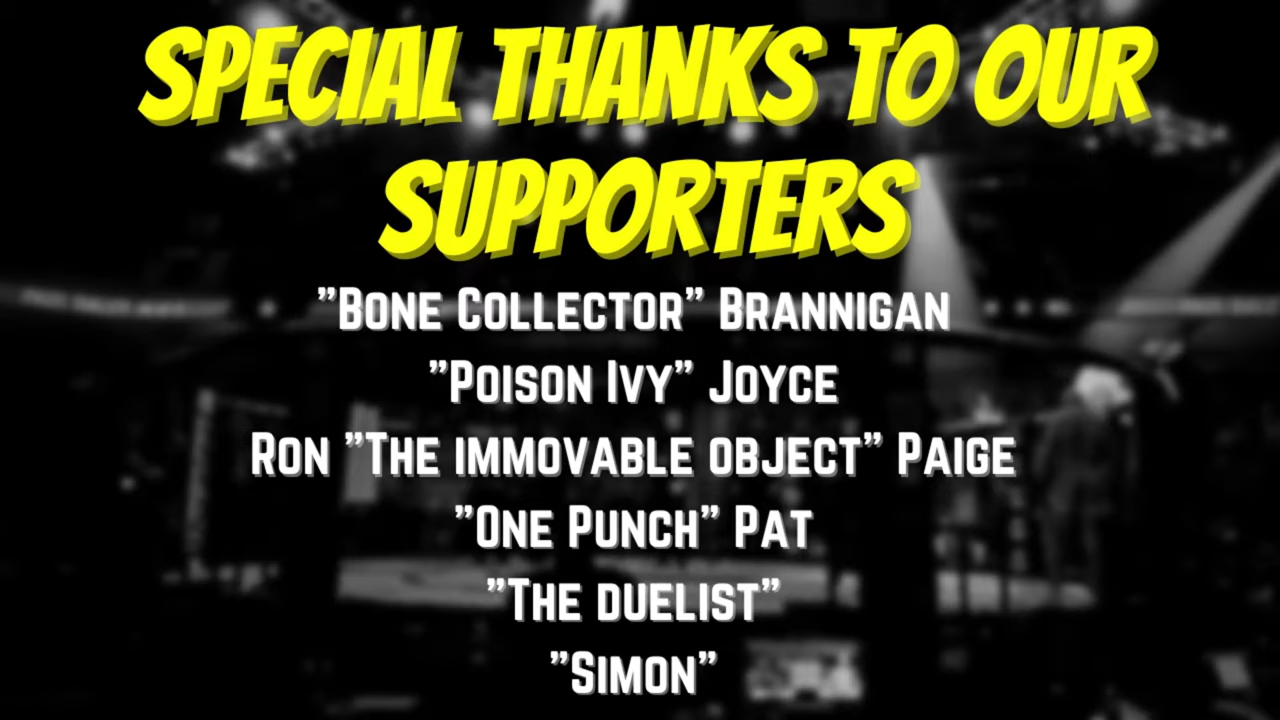 SPECIAL THANKS TO OUR
SUPPORTERS
"Bone Collector" Brannigan
"Poison Ivy" Joyce
Ron "The immovable object" Paige
"One Punch" Pat
"The duelist"
"Simon"